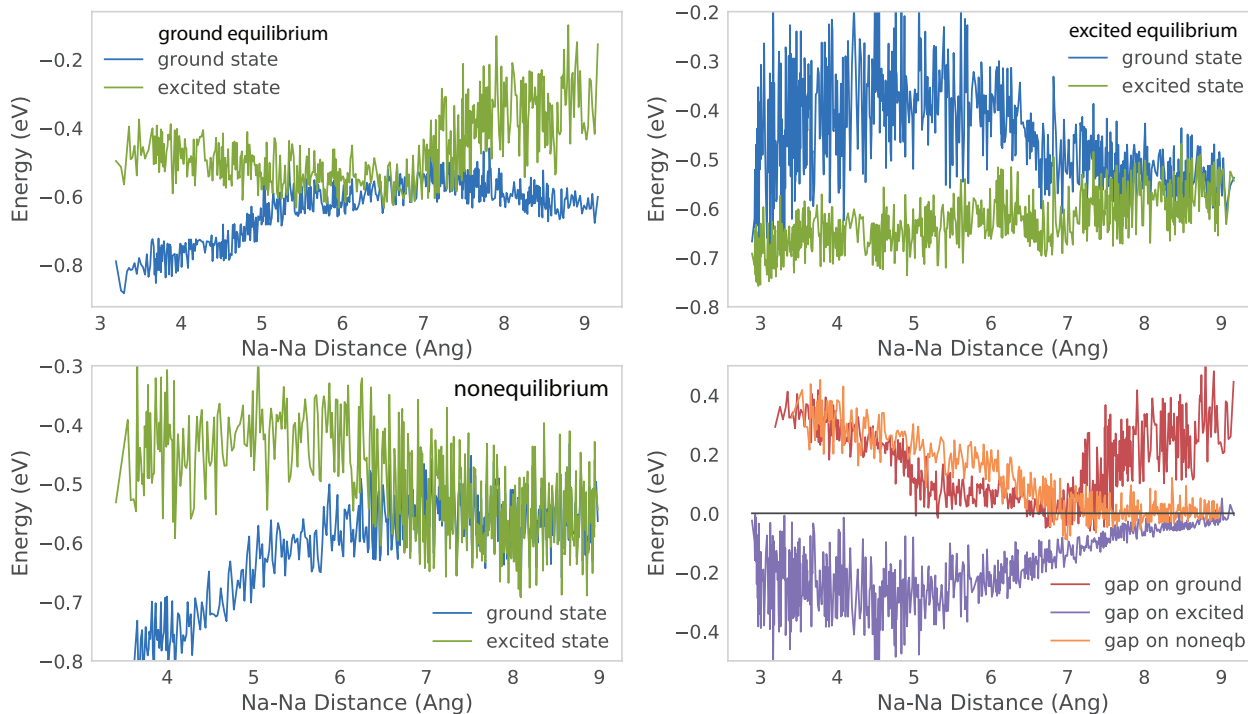 ground equilibrium
ground state
excited state
−0.2
−0.4
−0.6
−0.8
Energy (eV)
3 4 5 6 7 8 9
Na-Na Distance (Ang)
excited equilibrium
ground state
excited state
−0.2
−0.3
−0.4
−0.5
−0.6
−0.7
−0.8
Energy (eV)
3 4 5 6 7 8 9
Na-Na Distance (Ang)
nonequilibrium
−0.3
−0.4
−0.5
−0.6
−0.7
−0.8
Energy (eV)
ground state
excited state
4 5 6 7 8 9
Na-Na Distance (Ang)
0.4
0.2
0.0
−0.2
−0.4
Energy (eV)
gap on ground
gap on excited
gap on noneqb
3 4 5 6 7 8 9
Na-Na Distance (Ang)